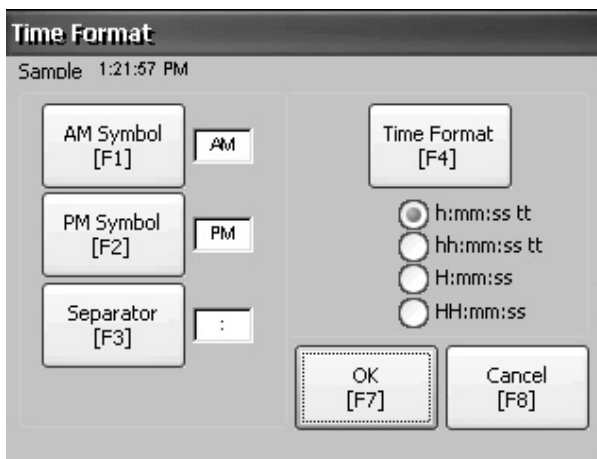 Time Format
Sample 1:21:57 PM
AM Symbol
[F1]
AM
PM Symbol
[F2]
PM
Separator
[F3]
:
Time Format
[F4]
h:mm:ss tt
hh:mm:ss tt
H:mm:ss
HH:mm:ss
OK
[F7]
Cancel
[F8]